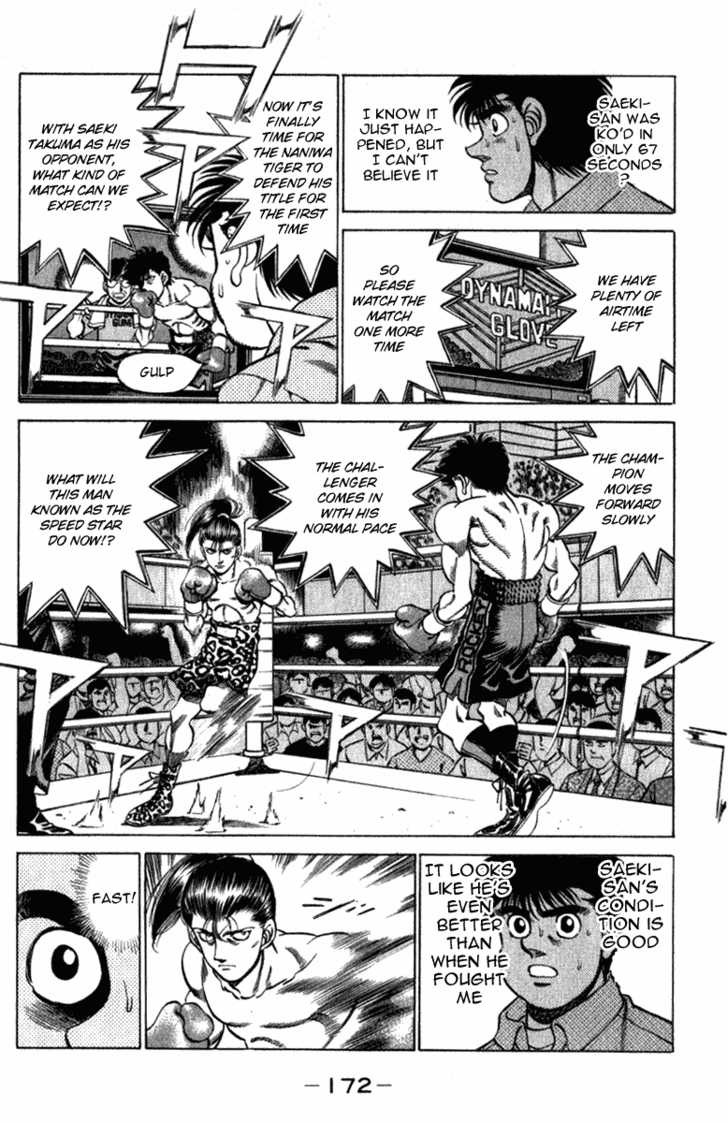 SAEKI-
SAN WAS
KO'D IN
ONLY 67
SECONDS
?
I KNOW IT
JUST HAP-
PENED, BUT
I CAN'T
BELIEVE IT
WE HAVE
PLENTY OF
AIRTIME
LEFT
DYNAMI
GLOVE
SO
PLEASE
WATCH THE
MATCH
ONE MORE
TIME
NOW IT'S
FINALLY
TIME FOR
THE NANIWA
TIGER TO
DEFEND HIS
TITLE FOR
THE FIRST
TIME
WITH SAEKI
TAKUMA AS HIS
OPPONENT,
WHAT KIND OF
MATCH CAN WE
EXPECT!?
GLOVE
GULP
THE CHAM-
PION
MOVES
FORWARD
SLOWLY
THE CHAL-
LENGER
COMES IN
WITH HIS
NORMAL PACE
WHAT WILL
THIS MAN
KNOWN AS THE
SPEED STAR
DO NOW!?
ROCKEY
SAEKI-
SAN'S
CONDI-
TION IS
GOOD
IT LOOKS
LIKE HE'S
EVEN
BETTER
THAN
WHEN HE
FOUGHT
ME
FAST!
-172-